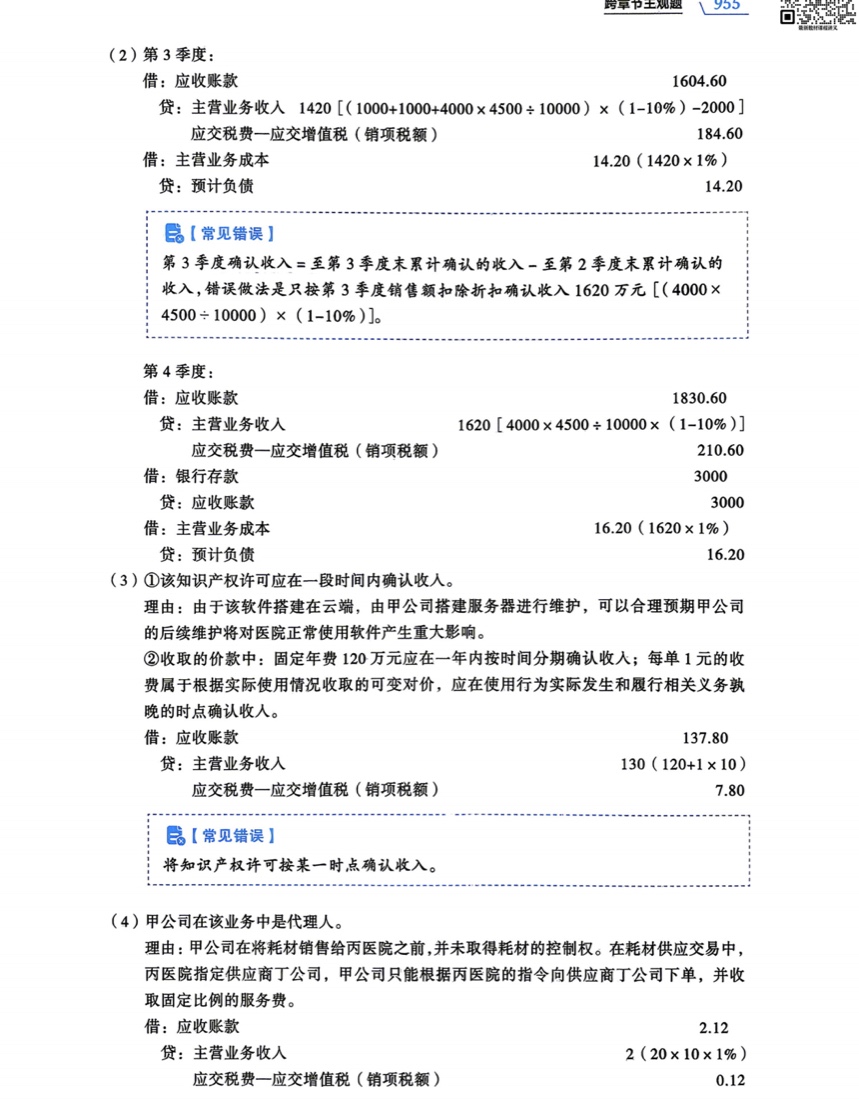 跨章节主观题 955
（2）第 3 季度：
借：应收账款 1604.60
贷：主营业务收入 1420［（1000+1000+4000×4500÷10000）×（1-10%）-2000］
应交税费—应交增值税（销项税额） 184.60
借：主营业务成本 14.20（1420×1%）
贷：预计负债 14.20
【常见错误】
第 3 季度确认收入=至第 3 季度末累计确认的收入-至第 2 季度末累计确认的
收入，错误做法是只按第 3 季度销售额扣除折扣确认收入 1620 万元［（4000×
4500÷10000）×（1-10%）］。
第 4 季度：
借：应收账款 1830.60
贷：主营业务收入 1620［4000×4500÷10000×（1-10%）］
应交税费—应交增值税（销项税额） 210.60
借：银行存款 3000
贷：应收账款 3000
借：主营业务成本 16.20（1620×1%）
贷：预计负债 16.20
（3）①该知识产权许可应在一段时间内确认收入。
理由：由于该软件搭建在云端，由甲公司搭建服务器进行维护，可以合理预期甲公司
的后续维护将对医院正常使用软件产生重大影响。
②收取的价款中：固定年费 120 万元应在一年内按时间分期确认收入；每单 1 元的收
费属于根据实际使用情况收取的可变对价，应在使用行为实际发生和履行相关义务孰
晚的时点确认收入。
借：应收账款 137.80
贷：主营业务收入 130（120+1×10）
应交税费—应交增值税（销项税额） 7.80
【常见错误】
将知识产权许可按某一时点确认收入。
（4）甲公司在该业务中是代理人。
理由：甲公司在将耗材销售给丙医院之前，并未取得耗材的控制权。在耗材供应交易中，
丙医院指定供应商丁公司，甲公司只能根据丙医院的指令向供应商丁公司下单，并收
取固定比例的服务费。
借：应收账款 2.12
贷：主营业务收入 2（20×10×1%）
应交税费—应交增值税（销项税额） 0.12